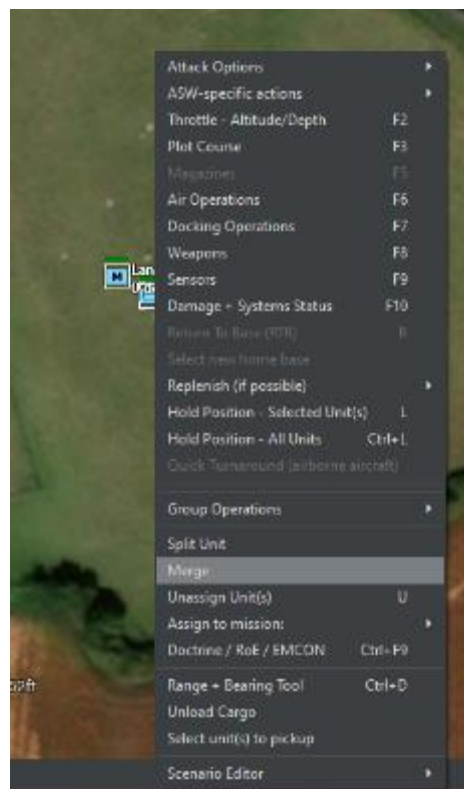 Attack Options
ASW-specific actions
Throttle - Altitude/Depth F2
Plot Course F3
Magazines F5
Air Operations F6
Docking Operations F7
Weapons F8
Lan
Sensors F9
Damage + Systems Status F10
Return To Base (RTB) R
Select new home base
Replenish (if possible)
Hold Position - Selected Unit(s) L
Hold Position - All Units Ctrl+L
Quick Turnaround (airborne aircraft)
Group Operations
Split Unit
Merge
Unassign Unit(s) U
Assign to mission:
Doctrine / RoE / EMCON Ctrl+F9
Range + Bearing Tool Ctrl+D
Unload Cargo
Select unit(s) to pickup
Scenario Editor